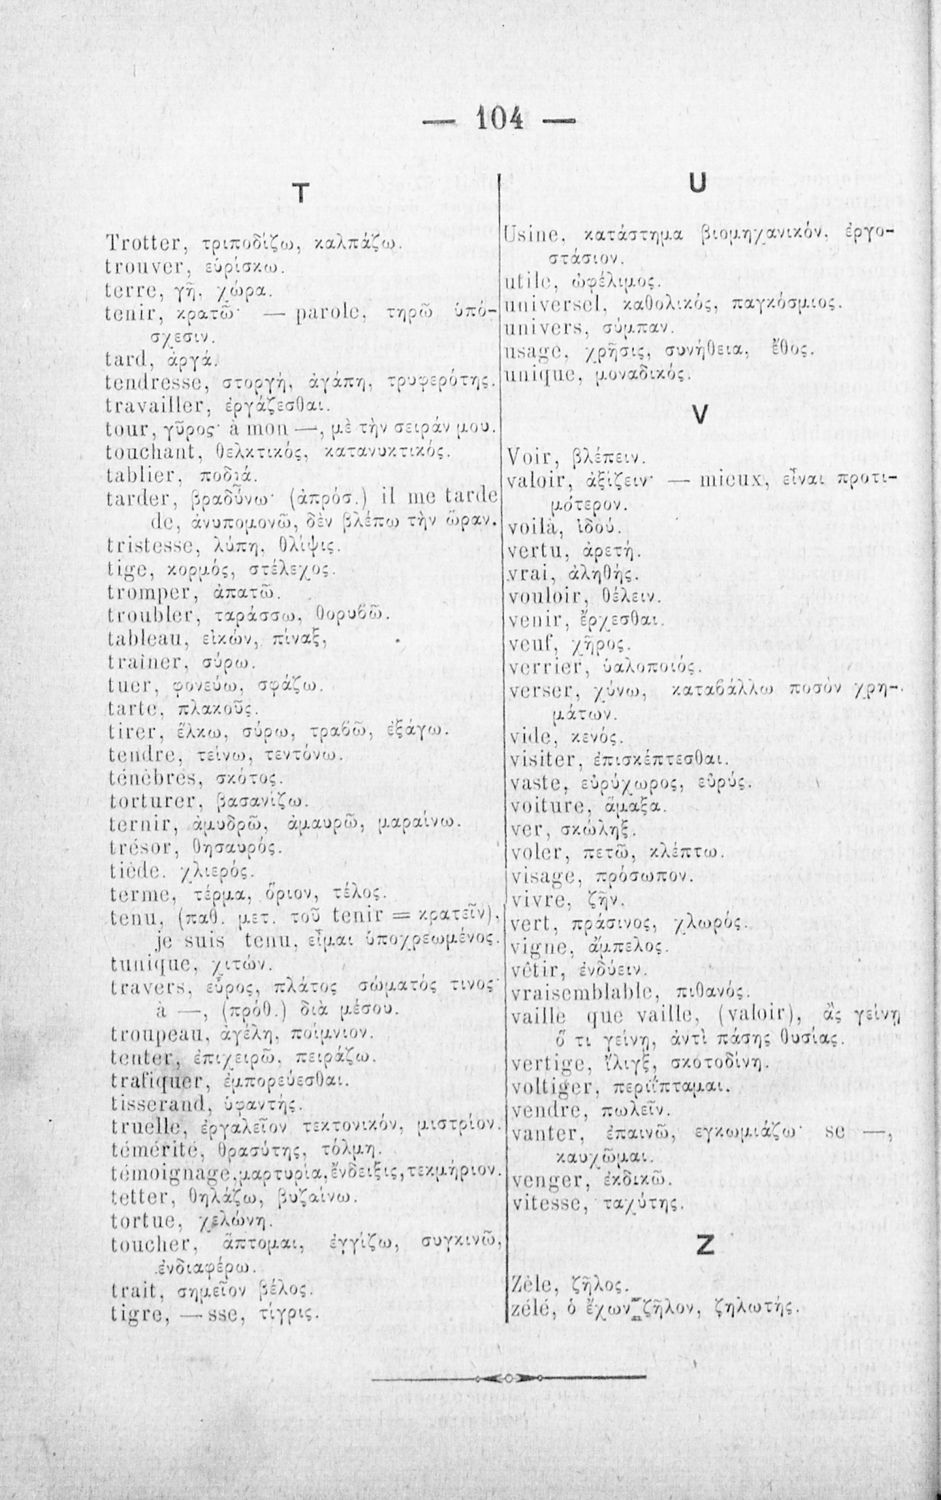 — 104 —
T
Trotter, τριποδίζω, καλπάζω.
trouver, εὑρίσκω.
terre, γῆ, χώρα.
tenir, κρατῶ· — parole, τηρῶ ὑπό-
σχεσιν.
tard, ἀργά.
tendresse, στοργή, ἀγάπη, τρυφερότης.
travailler, ἐργάζεσθαι.
tour, γῦρος· à mon —, μὲ τὴν σειράν μου.
touchant, θελκτικός, κατανυκτικός.
tablier, ποδιά.
tarder, βραδύνω· (ἀπρόσ.) il me tarde
de, ἀνυπομονῶ, δὲν βλέπω τὴν ὥραν.
tristesse, λύπη, θλίψις.
tige, κορμός, στέλεχος.
tromper, ἀπατῶ.
troubler, ταράσσω, θορυβῶ.
tableau, εἰκών, πίναξ,
trainer, σύρω.
tuer, φονεύω, σφάζω.
tarte, πλακοῦς.
tirer, ἕλκω, σύρω, τραβῶ, ἐξάγω.
tendre, τείνω, τεντόνω.
ténèbres, σκότος.
torturer, βασανίζω.
ternir, ἀμυδρῶ, ἀμαυρῶ, μαραίνω.
trésor, θησαυρός.
tiède. χλιερός.
terme, τέρμα, ὅριον, τέλος.
tenu, (παθ. μετ. τοῦ tenir = κρατεῖν),
je suis tenu, εἶμαι ὑποχρεωμένος.
tunique, χιτών.
travers, εὖρος, πλάτος σώματός τινος·
à —, (πρόθ.) διὰ μέσου.
troupeau, ἀγέλη, ποίμνιον.
tenter, ἐπιχειρῶ, πειράζω.
trafiquer, ἐμπορεύεσθαι.
tisserand, ὑφαντής.
truelle, ἐργαλεῖον τεκτονικόν, μιστρίον.
témérité, θρασύτης, τόλμη.
témoignage, μαρτυρία, ἔνδειξις, τεκμήριον.
tetter, θηλάζω, βυζαίνω.
tortue, χελώνη.
toucher, ἅπτομαι, ἐγγίζω, συγκινῶ,
ἐνδιαφέρω.
trait, σημεῖον βέλος.
tigre, — sse, τίγρις.
U
Usine, κατάστημα βιομηχανικόν, ἐργο-
στάσιον.
utile, ὠφέλιμος.
universel, καθολικός, παγκόσμιος.
univers, σύμπαν.
usage, χρῆσις, συνήθεια, ἔθος.
unique, μοναδικός.
V
Voir, βλέπειν.
valoir, ἀξίζειν· — mieux, εἶναι προτι-
μότερον.
voilà, ἰδού.
vertu, ἀρετή.
vrai, ἀληθής.
vouloir, θέλειν.
venir, ἔρχεσθαι.
veuf, χῆρος.
verrier, ὑαλοποιός.
verser, χύνω, καταβάλλω ποσὸν χρη-
μάτων.
vide, κενός.
visiter, ἐπισκέπτεσθαι.
vaste, εὐρύχωρος, εὐρύς.
voiture, ἅμαξα.
ver, σκώληξ.
voler, πετῶ, κλέπτω.
visage, πρόσωπον.
vivre, ζῆν.
vert, πράσινος, χλωρός.
vigne, ἄμπελος.
vêtir, ἐνδύειν.
vraisemblable, πιθανός.
vaille que vaille, (valoir), ἂς γείνῃ
ὅ τι γείνῃ, ἀντὶ πάσης θυσίας.
vertige, ἴλιγξ, σκοτοδίνη.
voltiger, περιΐπταμαι.
vendre, πωλεῖν.
vanter, ἐπαινῶ, εγκωμιάζω· se —,
καυχῶμαι.
venger, ἐκδικῶ.
vitesse, ταχύτης.
Z
Zèle, ζῆλος.
zélé, ὁ ἔχων ζῆλον, ζηλωτής.